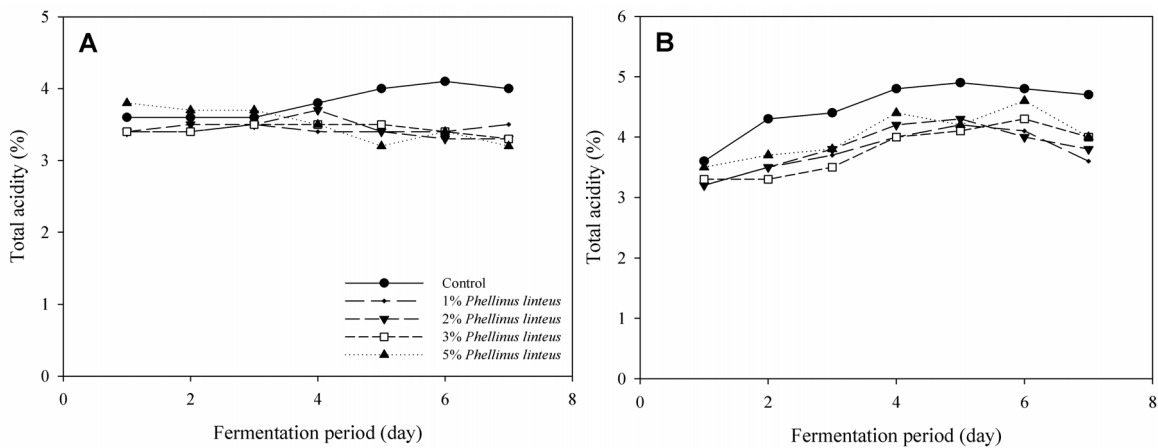 A
Total acidity (%)
5
4
3
2
1
0
0
2
4
6
8
Fermentation period (day)
Control
1% Phellinus linteus
2% Phellinus linteus
3% Phellinus linteus
5% Phellinus linteus
B
Total acidity (%)
6
5
4
3
2
1
0
0
2
4
6
8
Fermentation period (day)